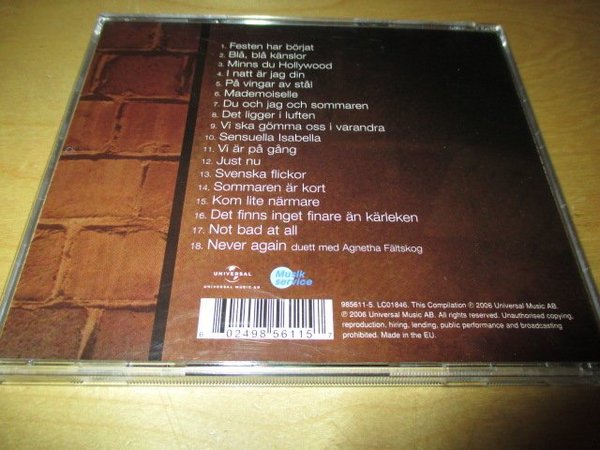 1. Festen har börjat
2. Blå, blå känslor
3. Minns du Hollywood
4. I natt är jag din
5. På vingar av stål
6. Mademoiselle
7. Du och jag och sommaren
8. Det ligger i luften
9. Vi ska gömma oss i varandra
10. Sensuella Isabella
11. Vi är på gång
12. Just nu
13. Svenska flickor
14. Sommaren är kort
15. Kom lite närmare
16. Det finns inget finare än kärleken
17. Not bad at all
18. Never again duett med Agnetha Fältskog
UNIVERSAL
UNIVERSAL MUSIC AB
Musik
service
6 02498 56115 7
985611-5. LC01846. This Compilation ℗ 2006 Universal Music AB.
℗ 2006 Universal Music AB. All rights reserved. Unauthorised copying,
reproduction, hiring, lending, public performance and broadcasting
prohibited. Made in the EU.